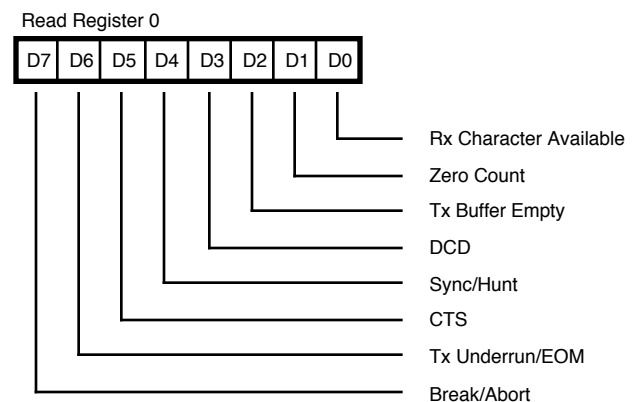 Read Register 0
D7 D6 D5 D4 D3 D2 D1 D0
Rx Character Available
Zero Count
Tx Buffer Empty
DCD
Sync/Hunt
CTS
Tx Underrun/EOM
Break/Abort